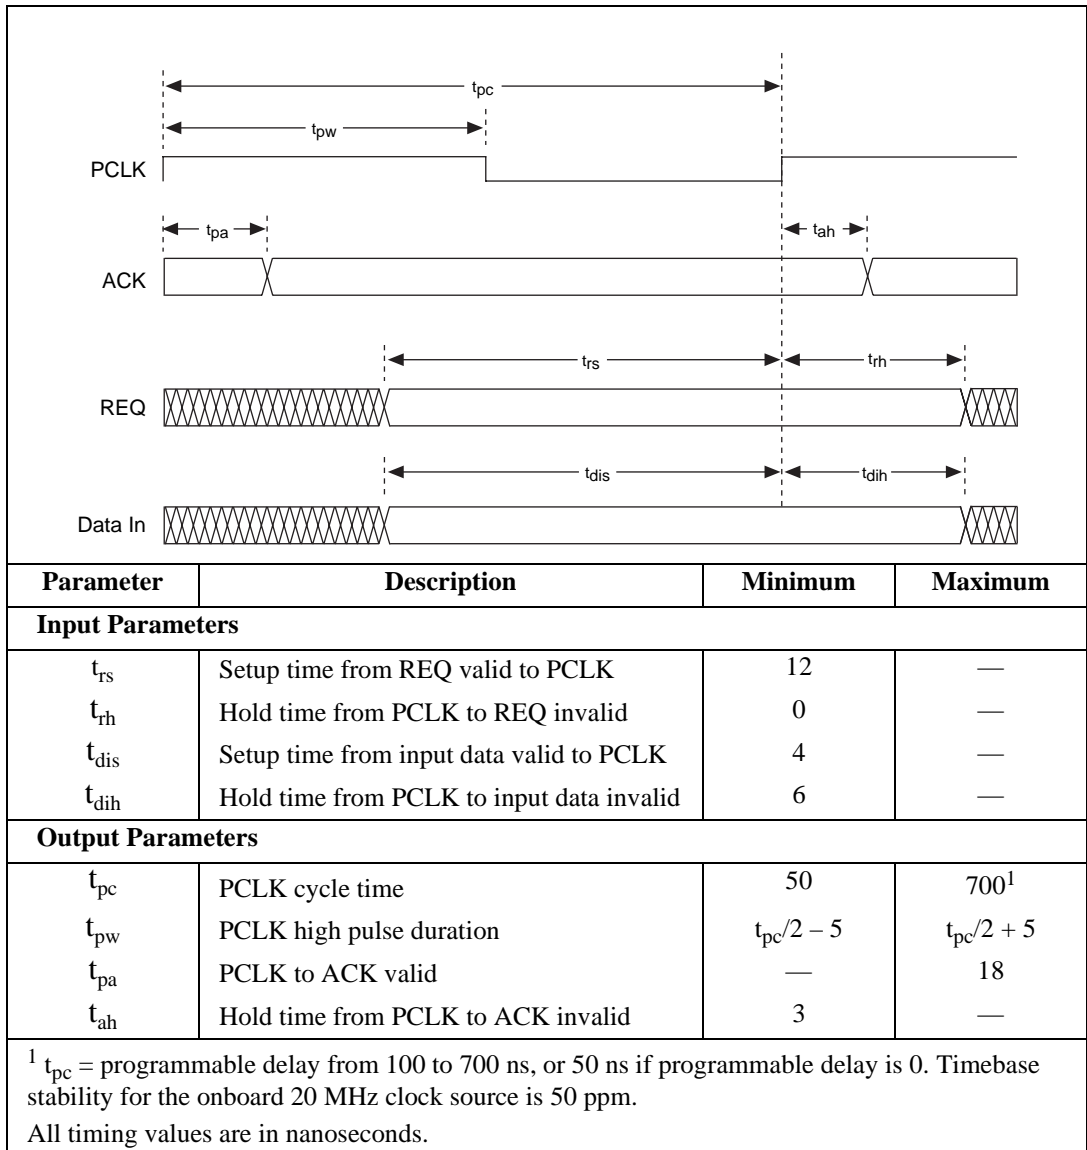 tpc
tpw
PCLK
tpa
tah
ACK
trs
trh
REQ
tdis
tdih
Data In
Parameter Description Minimum Maximum
Input Parameters
trs Setup time from REQ valid to PCLK 12 —
trh Hold time from PCLK to REQ invalid 0 —
tdis Setup time from input data valid to PCLK 4 —
tdih Hold time from PCLK to input data invalid 6 —
Output Parameters
tpc PCLK cycle time 50 700¹
tpw PCLK high pulse duration tpc/2 – 5 tpc/2 + 5
tpa PCLK to ACK valid — 18
tah Hold time from PCLK to ACK invalid 3 —
¹ tpc = programmable delay from 100 to 700 ns, or 50 ns if programmable delay is 0. Timebase
stability for the onboard 20 MHz clock source is 50 ppm.
All timing values are in nanoseconds.